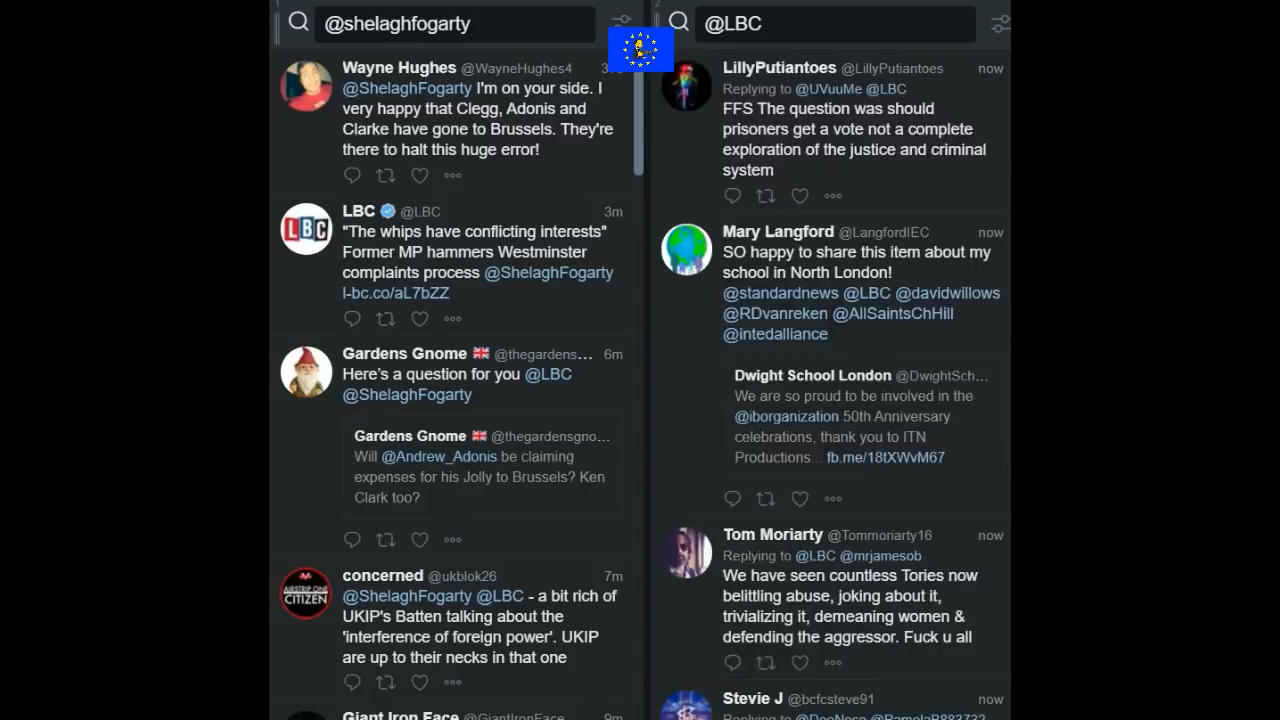 @shelaghfogarty
Wayne Hughes @WayneHughes4
@ShelaghFogarty I'm on your side. I
very happy that Clegg, Adonis and
Clarke have gone to Brussels. They're
there to halt this huge error!
LBC @LBC 3m
"The whips have conflicting interests"
Former MP hammers Westminster
complaints process @ShelaghFogarty
l-bc.co/aL7bZZ
Gardens Gnome @thegardens... 6m
Here's a question for you @LBC
@ShelaghFogarty
Gardens Gnome @thegardensgno...
Will @Andrew_Adonis be claiming
expenses for his Jolly to Brussels? Ken
Clark too?
concerned @ukblok26 7m
@ShelaghFogarty @LBC - a bit rich of
UKIP's Batten talking about the
'interference of foreign power'. UKIP
are up to their necks in that one
Giant Iron Face @GiantIronFace 9m
@LBC
LillyPutiantoes @LillyPutiantoes now
Replying to @UVuuMe @LBC
FFS The question was should
prisoners get a vote not a complete
exploration of the justice and criminal
system
Mary Langford @LangfordIEC now
SO happy to share this item about my
school in North London!
@standardnews @LBC @davidwillows
@RDvanreken @AllSaintsChHill
@intedalliance
Dwight School London @DwightSch...
We are so proud to be involved in the
@iborganization 50th Anniversary
celebrations, thank you to ITN
Productions... fb.me/18tXWvM67
Tom Moriarty @Tommoriarty16 now
Replying to @LBC @mrjamesob
We have seen countless Tories now
belittling abuse, joking about it,
trivializing it, demeaning women &
defending the aggressor. Fuck u all
Stevie J @bcfcsteve91 now
Replying to